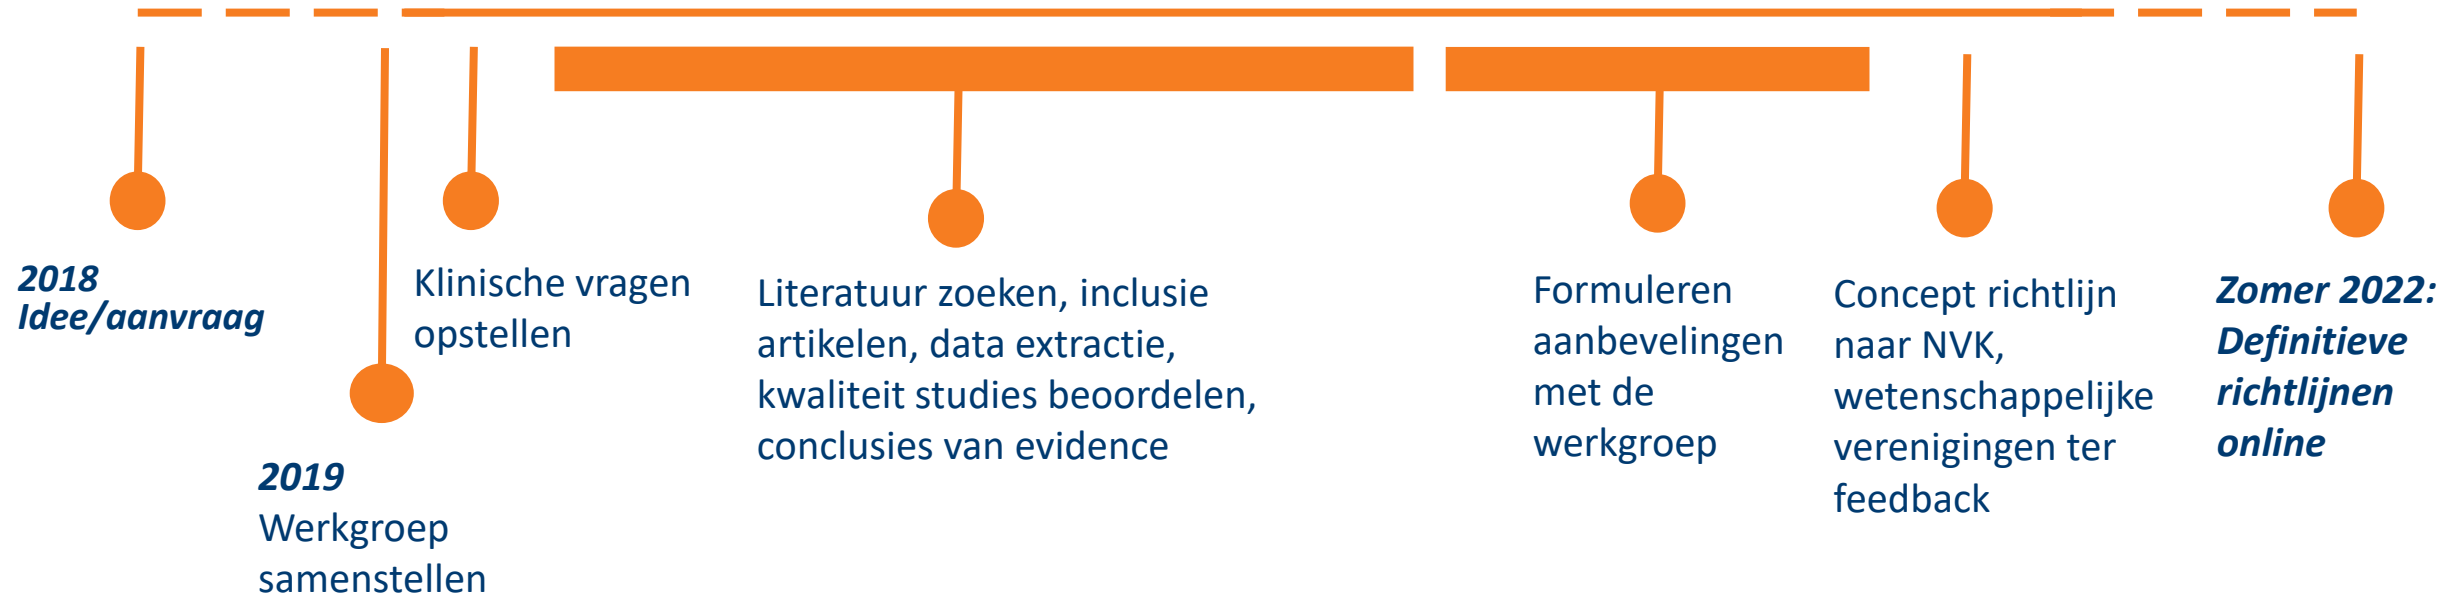 2018
Idee/aanvraag
2019
Werkgroep
samenstellen
Klinische vragen
opstellen
Literatuur zoeken, inclusie
artikelen, data extractie,
kwaliteit studies beoordelen,
conclusies van evidence
Formuleren
aanbevelingen
met de
werkgroep
Concept richtlijn
naar NVK,
wetenschappelijke
verenigingen ter
feedback
Zomer 2022:
Definitieve
richtlijnen
online